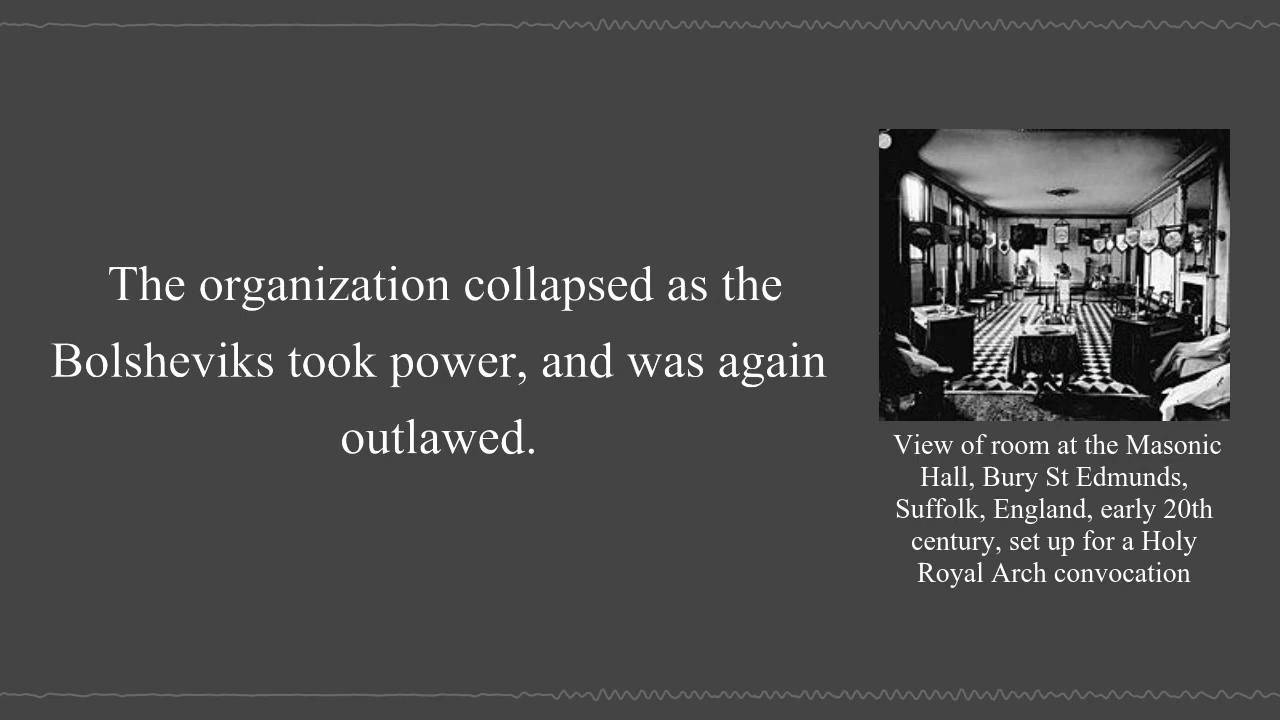 The organization collapsed as the
Bolsheviks took power, and was again
outlawed.
View of room at the Masonic
Hall, Bury St Edmunds,
Suffolk, England, early 20th
century, set up for a Holy
Royal Arch convocation